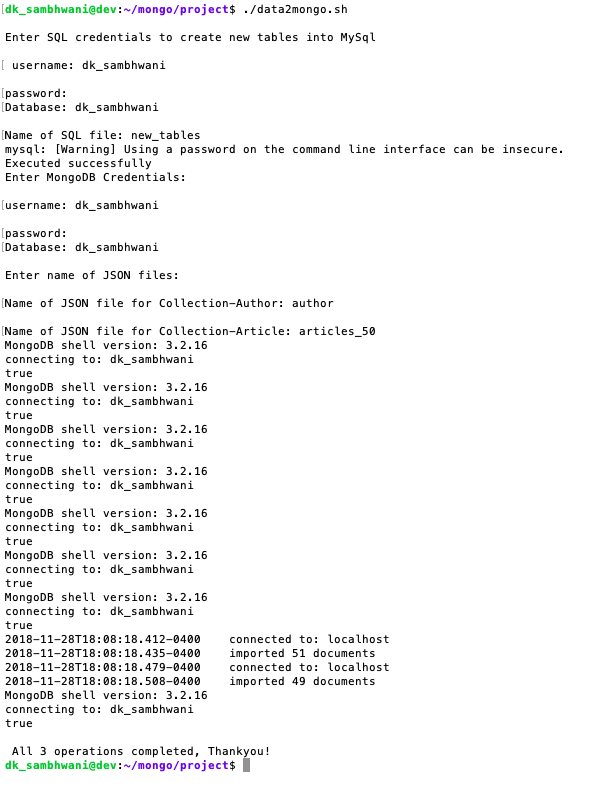 [dk_sambhwani@dev:~/mongo/project$ ./data2mongo.sh
Enter SQL credentials to create new tables into MySql
[ username: dk_sambhwani
[password:
[Database: dk_sambhwani
[Name of SQL file: new_tables
mysql: [Warning] Using a password on the command line interface can be insecure.
Executed successfully
Enter MongoDB Credentials:
[username: dk_sambhwani
[password:
[Database: dk_sambhwani
Enter name of JSON files:
[Name of JSON file for Collection-Author: author
[Name of JSON file for Collection-Article: articles_50
MongoDB shell version: 3.2.16
connecting to: dk_sambhwani
true
MongoDB shell version: 3.2.16
connecting to: dk_sambhwani
true
MongoDB shell version: 3.2.16
connecting to: dk_sambhwani
true
MongoDB shell version: 3.2.16
connecting to: dk_sambhwani
true
MongoDB shell version: 3.2.16
connecting to: dk_sambhwani
true
MongoDB shell version: 3.2.16
connecting to: dk_sambhwani
true
MongoDB shell version: 3.2.16
connecting to: dk_sambhwani
true
2018-11-28T18:08:18.412-0400    connected to: localhost
2018-11-28T18:08:18.435-0400    imported 51 documents
2018-11-28T18:08:18.479-0400    connected to: localhost
2018-11-28T18:08:18.508-0400    imported 49 documents
MongoDB shell version: 3.2.16
connecting to: dk_sambhwani
true
All 3 operations completed, Thankyou!
dk_sambhwani@dev:~/mongo/project$